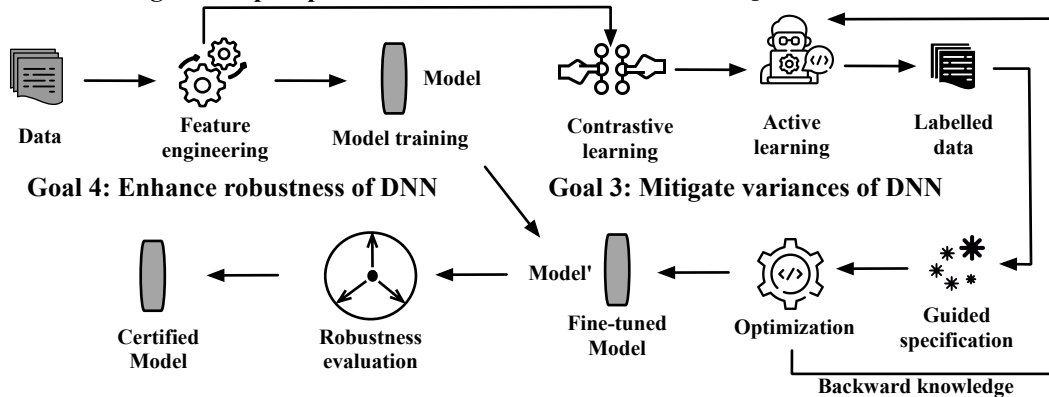 Data
Feature
engineering
Model
Model training
Contrastive
learning
Active
learning
Labelled
data
Goal 4: Enhance robustness of DNN
Goal 3: Mitigate variances of DNN
Certified
Model
Robustness
evaluation
Model'
Fine-tuned
Model
</>
Optimization
Guided
specification
Backward knowledge